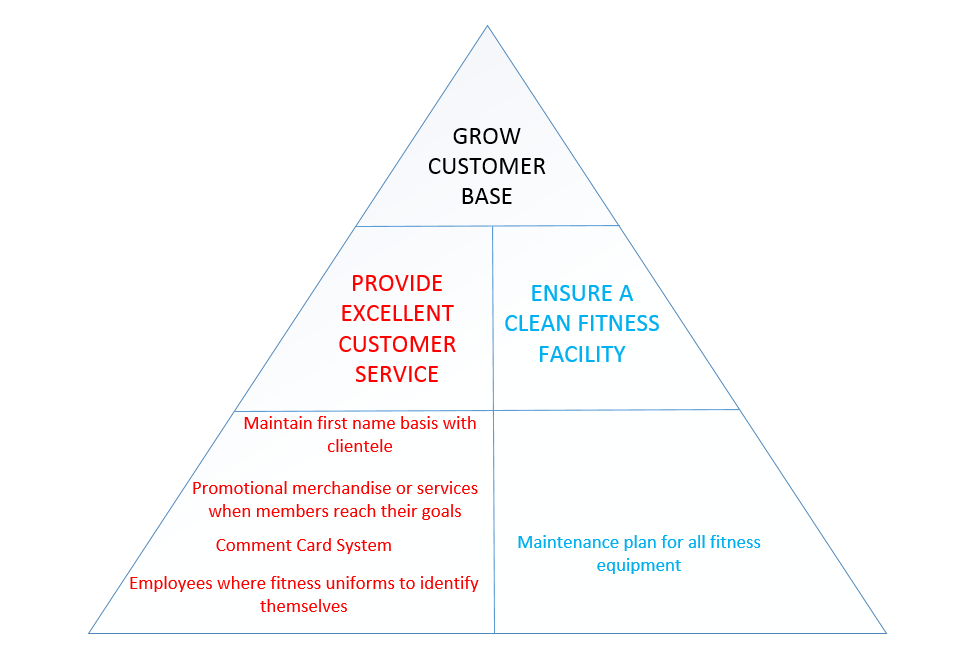 GROW
CUSTOMER
BASE
PROVIDE
EXCELLENT
CUSTOMER
SERVICE
ENSURE A
CLEAN FITNESS
FACILITY
Maintain first name basis with
clientele
Promotional merchandise or services
when members reach their goals
Comment Card System
Employees where fitness uniforms to identify
themselves
Maintenance plan for all fitness
equipment